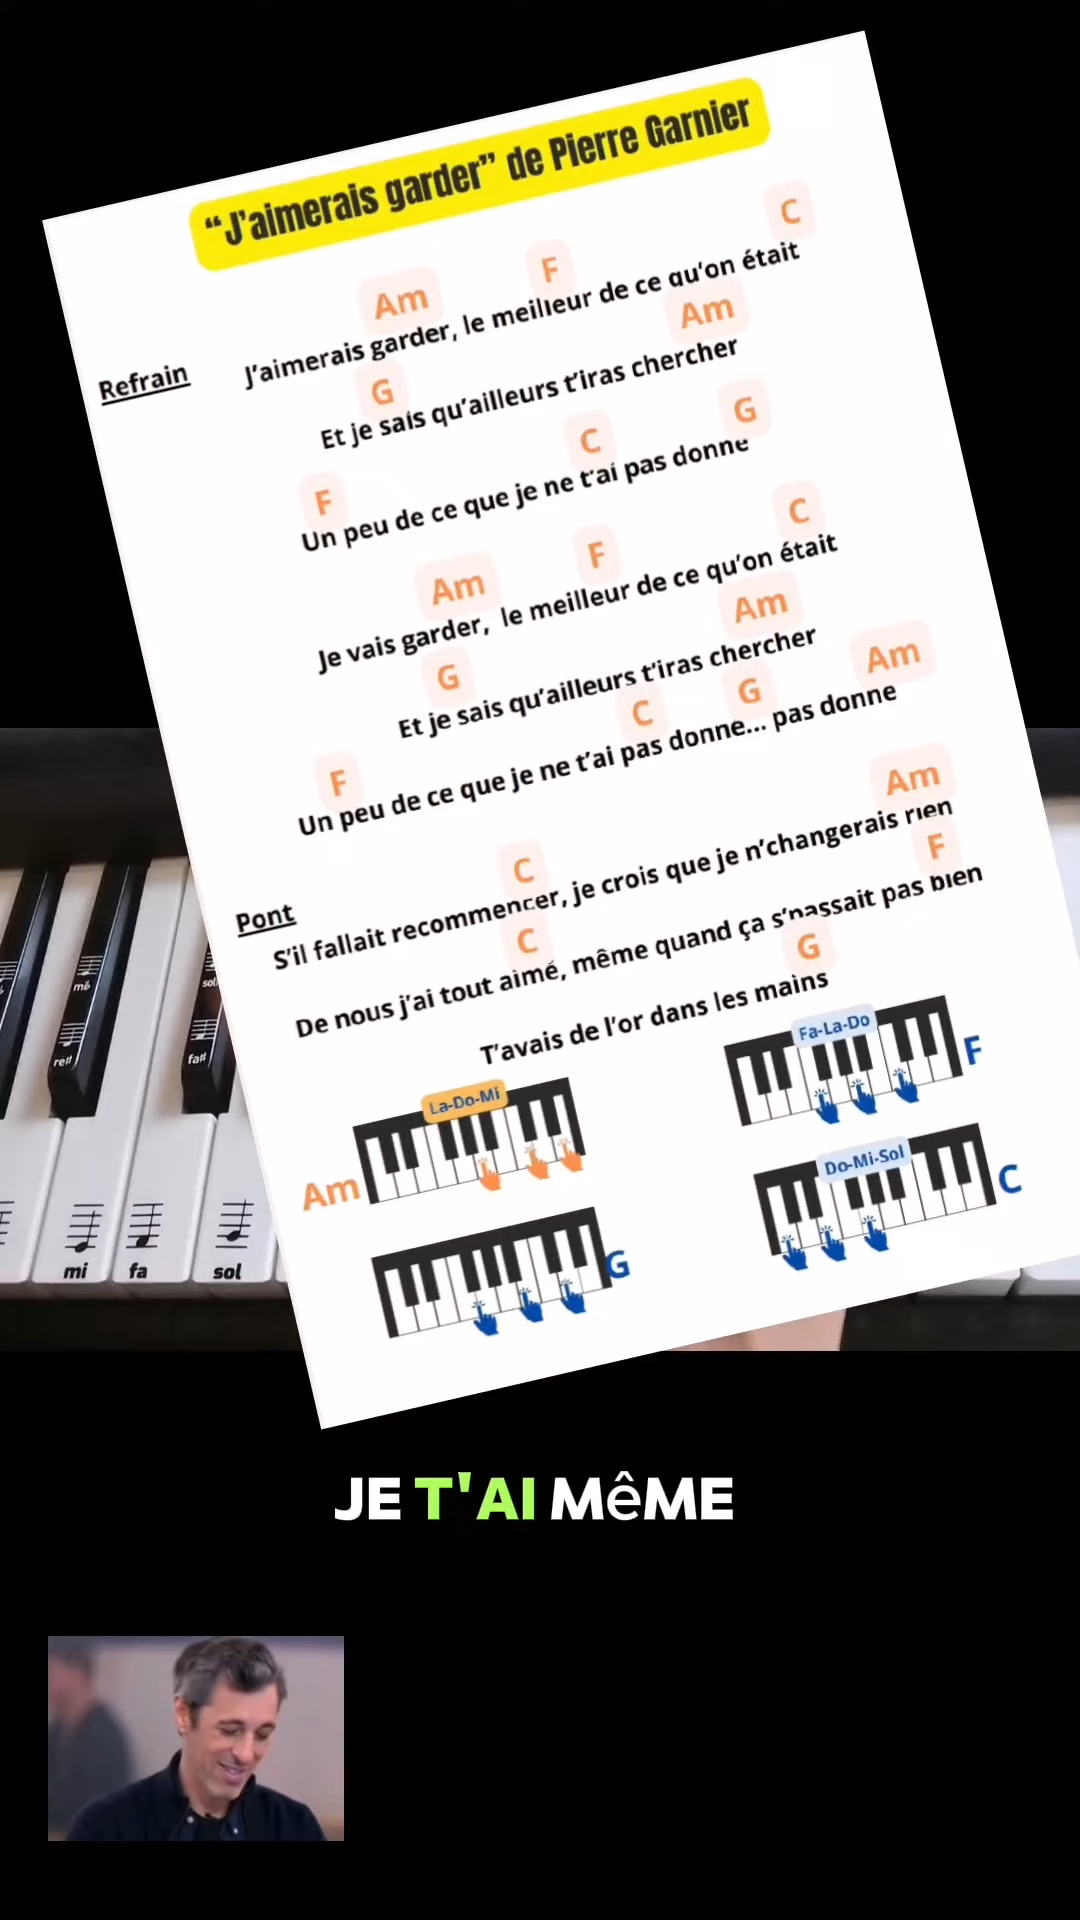 “J’aimerais garder” de Pierre Garnier
Refrain
Am F C
J’aimerais garder, le meilleur de ce qu’on était
G Am
Et je sais qu’ailleurs t’iras chercher
F C G
Un peu de ce que je ne t’ai pas donne
Am F C
Je vais garder, le meilleur de ce qu’on était
G Am
Et je sais qu’ailleurs t’iras chercher
F C G Am
Un peu de ce que je ne t’ai pas donne... pas donne
Pont
C Am
S’il fallait recommencer, je crois que je n’changerais rien
C F
De nous j’ai tout aimé, même quand ça s’passait pas bien
G
T’avais de l’or dans les mains
La-Do-Mi
Am
Fa-La-Do
F
G
Do-Mi-Sol
C
mib
re#
sol
fa#
mi
fa
sol
JE T'AI MêME